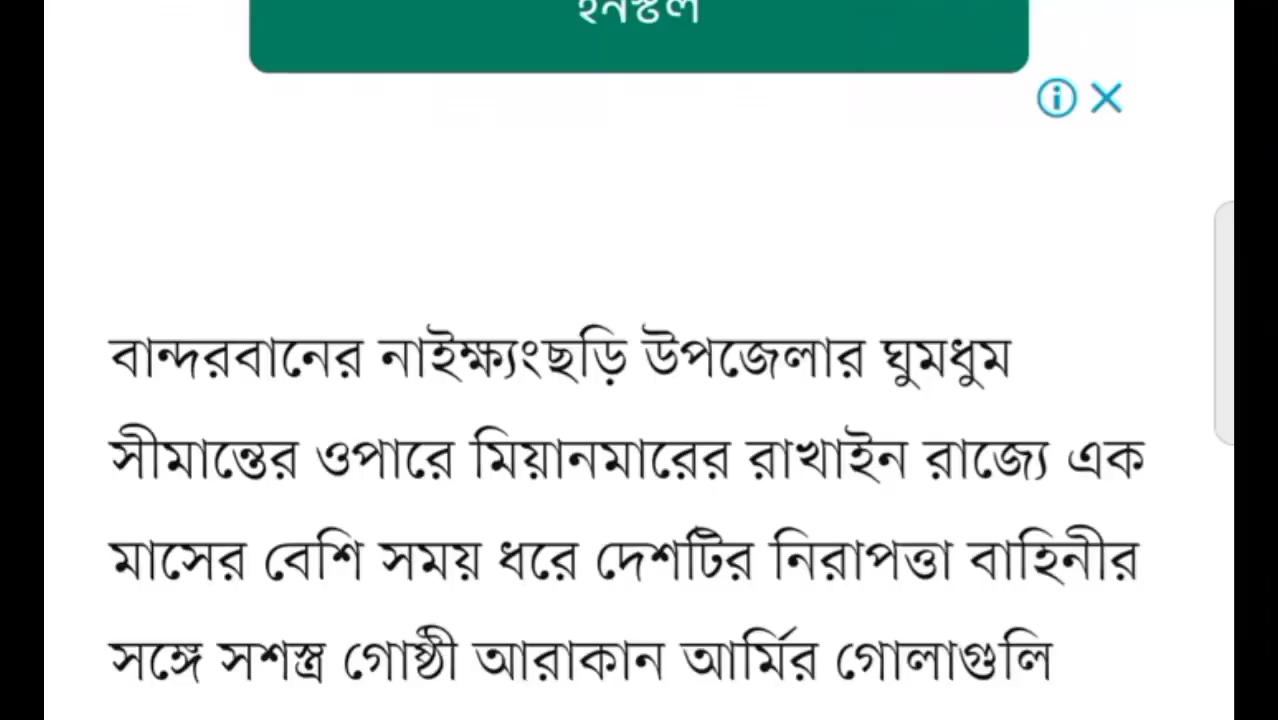 ইনস্টল
বান্দরবানের নাইক্ষ্যংছড়ি উপজেলার ঘুমধুম
সীমান্তের ওপারে মিয়ানমারের রাখাইন রাজ্যে এক
মাসের বেশি সময় ধরে দেশটির নিরাপত্তা বাহিনীর
সঙ্গে সশস্ত্র গোষ্ঠী আরাকান আর্মির গোলাগুলি